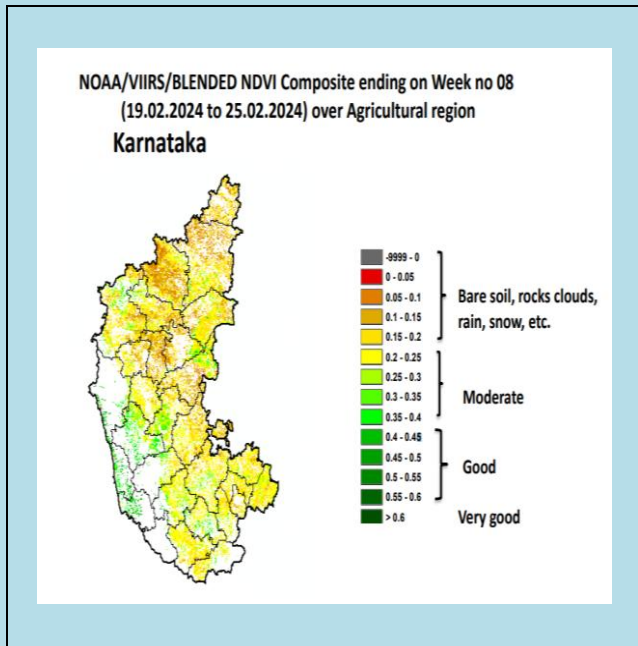 NOAA/VIIRS/BLENDED NDVI Composite ending on Week no 08
(19.02.2024 to 25.02.2024) over Agricultural region
Karnataka
-9999 - 0
0 - 0.05
0.05 - 0.1
0.1 - 0.15
0.15 - 0.2
0.2 - 0.25
0.25 - 0.3
0.3 - 0.35
0.35 - 0.4
0.4 - 0.45
0.45 - 0.5
0.5 - 0.55
0.55 - 0.6
> 0.6
Bare soil, rocks clouds,
rain, snow, etc.
Moderate
Good
Very good